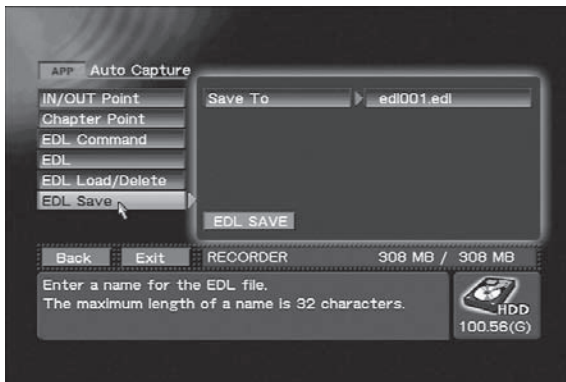 APP Auto Capture
IN/OUT Point
Chapter Point
EDL Command
EDL
EDL Load/Delete
EDL Save
Save To edl001.edl
EDL SAVE
Back Exit RECORDER 308 MB / 308 MB
Enter a name for the EDL file.
The maximum length of a name is 32 characters.
HDD
100.56(G)